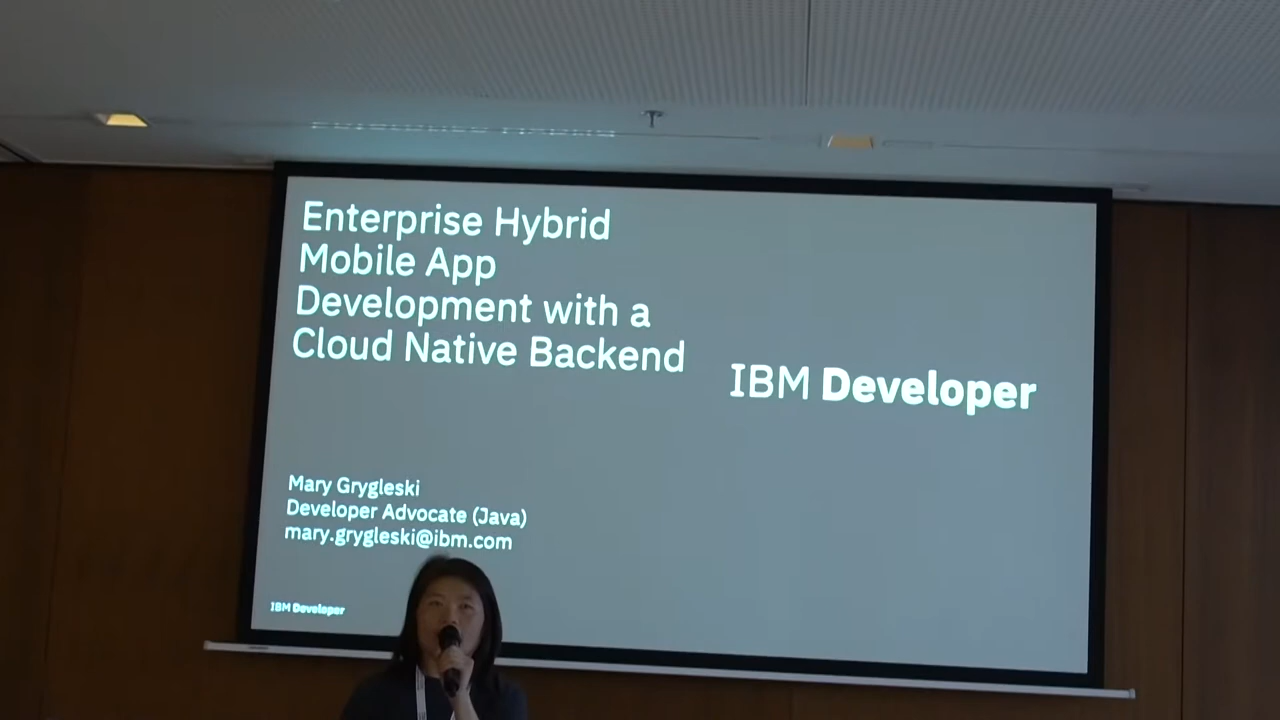 Enterprise Hybrid
Mobile App
Development with a
Cloud Native Backend
IBM Developer
Mary Grygleski
Developer Advocate (Java)
mary.grygleski@ibm.com
IBM Developer